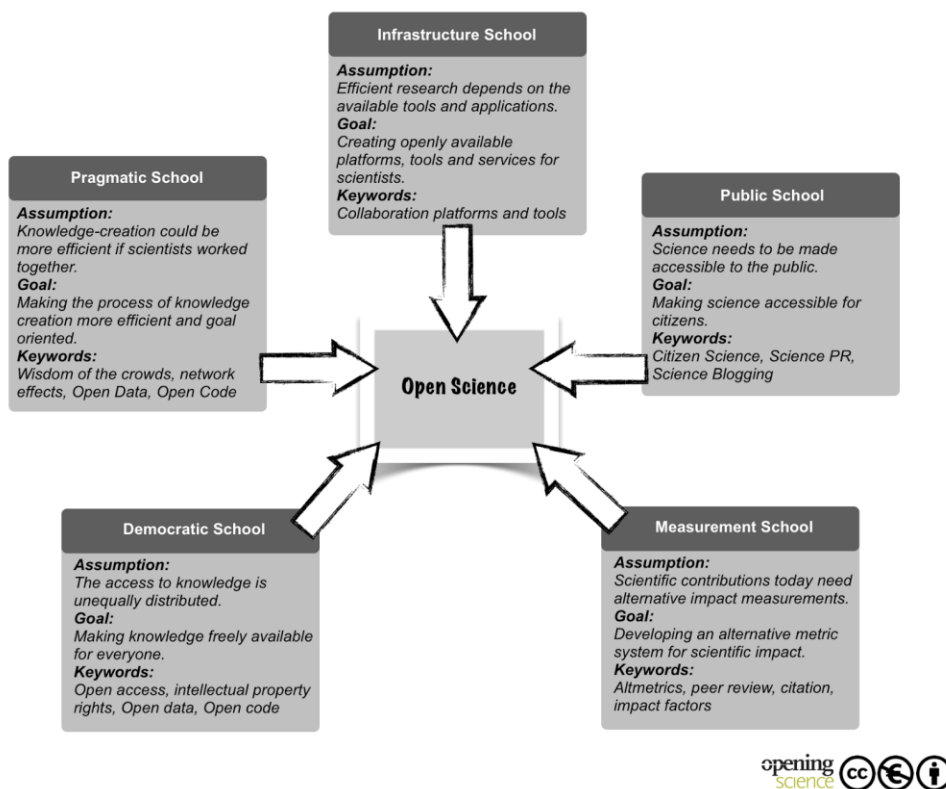 Infrastructure School
Assumption:
Efficient research depends on the
available tools and applications.
Goal:
Creating openly available
platforms, tools and services for
scientists.
Keywords:
Collaboration platforms and tools
Pragmatic School
Assumption:
Knowledge-creation could be
more efficient if scientists worked
together.
Goal:
Making the process of knowledge
creation more efficient and goal
oriented.
Keywords:
Wisdom of the crowds, network
effects, Open Data, Open Code
Public School
Assumption:
Science needs to be made
accessible to the public.
Goal:
Making science accessible for
citizens.
Keywords:
Citizen Science, Science PR,
Science Blogging
Open Science
Democratic School
Assumption:
The access to knowledge is
unequally distributed.
Goal:
Making knowledge freely available
for everyone.
Keywords:
Open access, intellectual property
rights, Open data, Open code
Measurement School
Assumption:
Scientific contributions today need
alternative impact measurements.
Goal:
Developing an alternative metric
system for scientific impact.
Keywords:
Altmetrics, peer review, citation,
impact factors
opening
science
cc